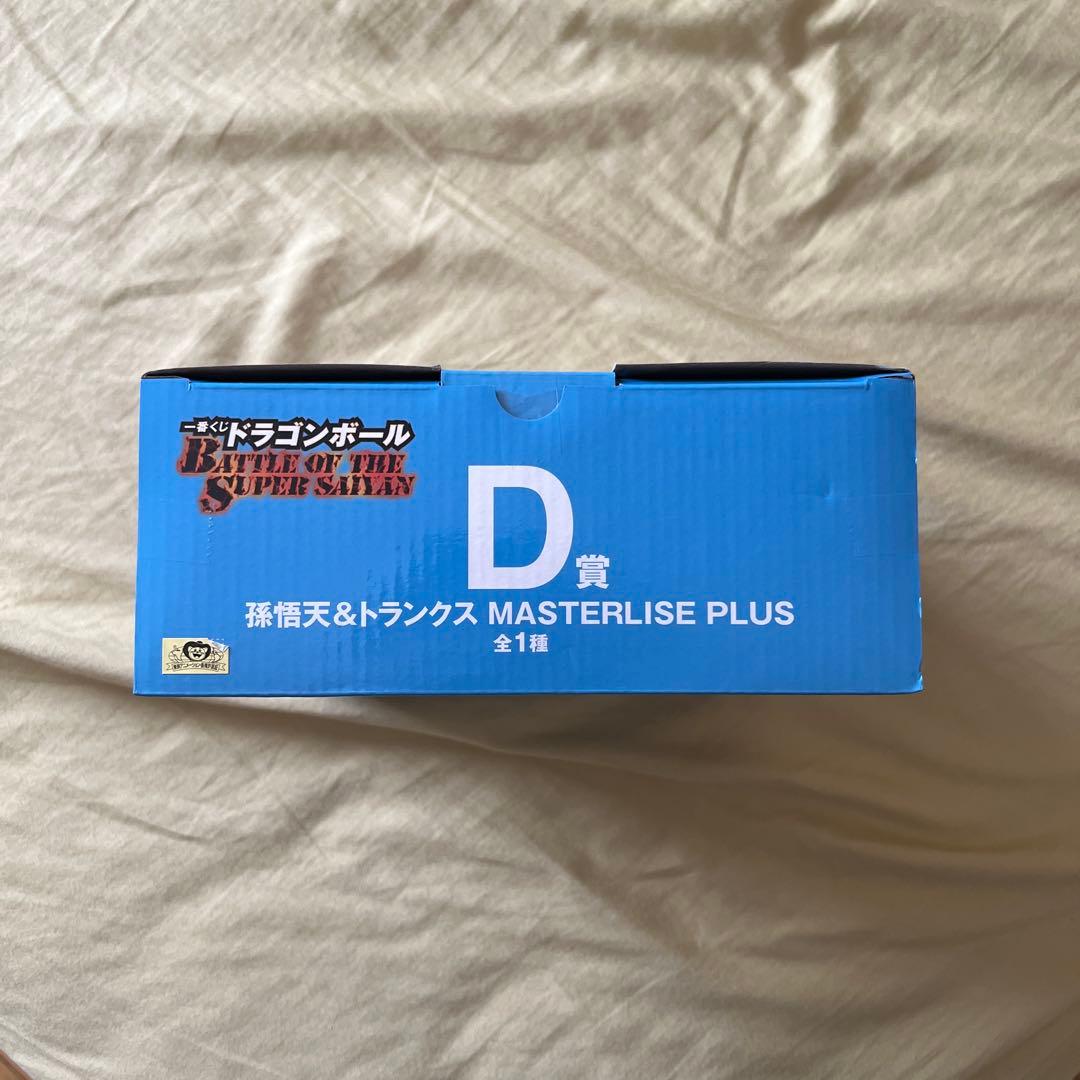 一番くじ ドラゴンボール
BATTLE OF THE
SUPER SAIYAN
D賞
孫悟天&トランクス MASTERLISE PLUS
全1種